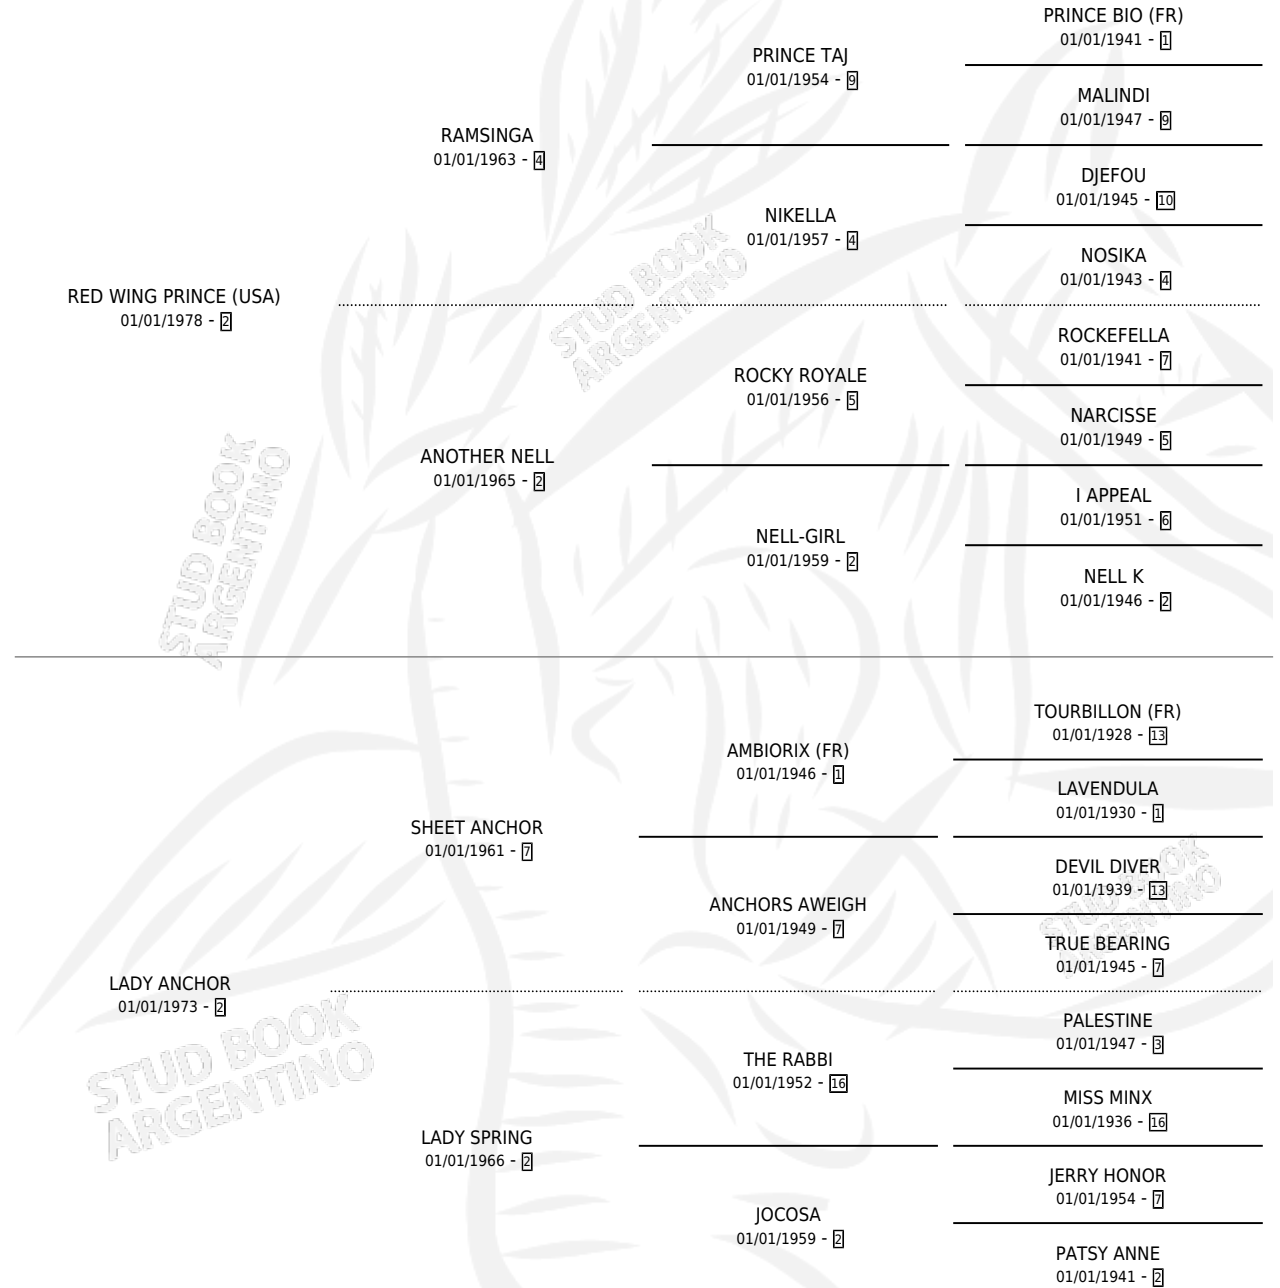 PRINCE BIO (FR)
01/01/1941 - 1
PRINCE TAJ
01/01/1954 - 9
MALINDI
01/01/1947 - 9
RAMSINGA
01/01/1963 - 4
DJEFOU
01/01/1945 - 10
NIKELLA
01/01/1957 - 4
NOSIKA
01/01/1943 - 4
RED WING PRINCE (USA)
01/01/1978 - 2
ROCKEFELLA
01/01/1941 - 7
ROCKY ROYALE
01/01/1956 - 5
NARCISSE
01/01/1949 - 5
ANOTHER NELL
01/01/1965 - 2
I APPEAL
01/01/1951 - 6
NELL-GIRL
01/01/1959 - 2
NELL K
01/01/1946 - 2
TOURBILLON (FR)
01/01/1928 - 13
AMBIORIX (FR)
01/01/1946 - 1
LAVENDULA
01/01/1930 - 1
SHEET ANCHOR
01/01/1961 - 7
DEVIL DIVER
01/01/1939 - 13
ANCHORS AWEIGH
01/01/1949 - 7
TRUE BEARING
01/01/1945 - 7
LADY ANCHOR
01/01/1973 - 2
PALESTINE
01/01/1947 - 3
THE RABBI
01/01/1952 - 16
MISS MINX
01/01/1936 - 16
LADY SPRING
01/01/1966 - 2
JERRY HONOR
01/01/1954 - 7
JOCOSA
01/01/1959 - 2
PATSY ANNE
01/01/1941 - 2
STUD BOOK
ARGENTINO
STUD BOOK
ARGENTINO
STUD BOOK
ARGENTINO
STUD BOOK
ARGENTINO